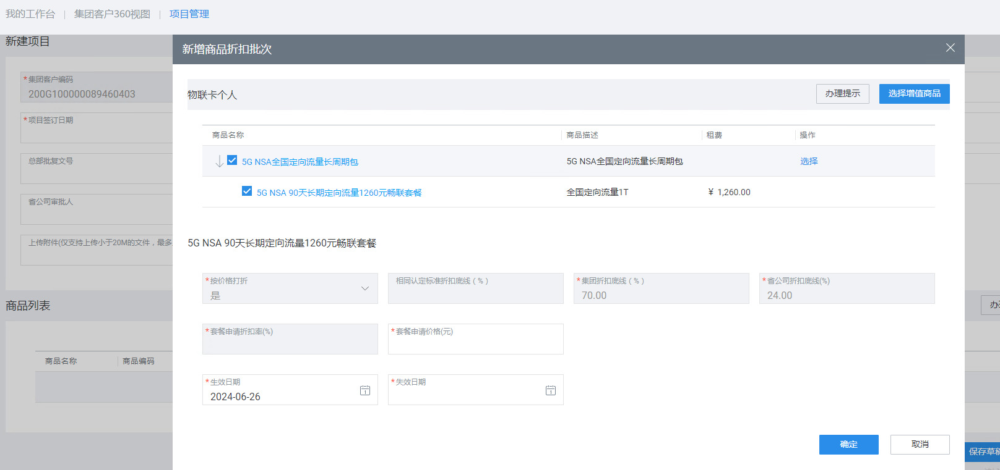 我的工作台 | 集团客户360视图 | 项目管理
新建项目
新增商品折扣批次
*集团客户编码
200G100000089460403
*项目签订日期
总部批复文号
省公司审批人
上传附件(仅支持上传小于20M的文件，最多
商品列表
商品名称 商品编码
物联卡个人 办理提示 选择增值商品
商品名称 商品描述 租费 操作
5G NSA全国定向流量长周期包 5G NSA全国定向流量长周期包 选择
5G NSA 90天长期定向流量1260元畅联套餐 全国定向流量1T ¥ 1,260.00
5G NSA 90天长期定向流量1260元畅联套餐
*按价格打折 相同认定标准折扣底线（%） *集团折扣底线（%） *省公司折扣底线(%)
是 70.00 24.00
*套餐申请折扣率(%) *套餐申请价格(元)
*生效日期 *失效日期
2024-06-26
确定 取消
办
保存草稿